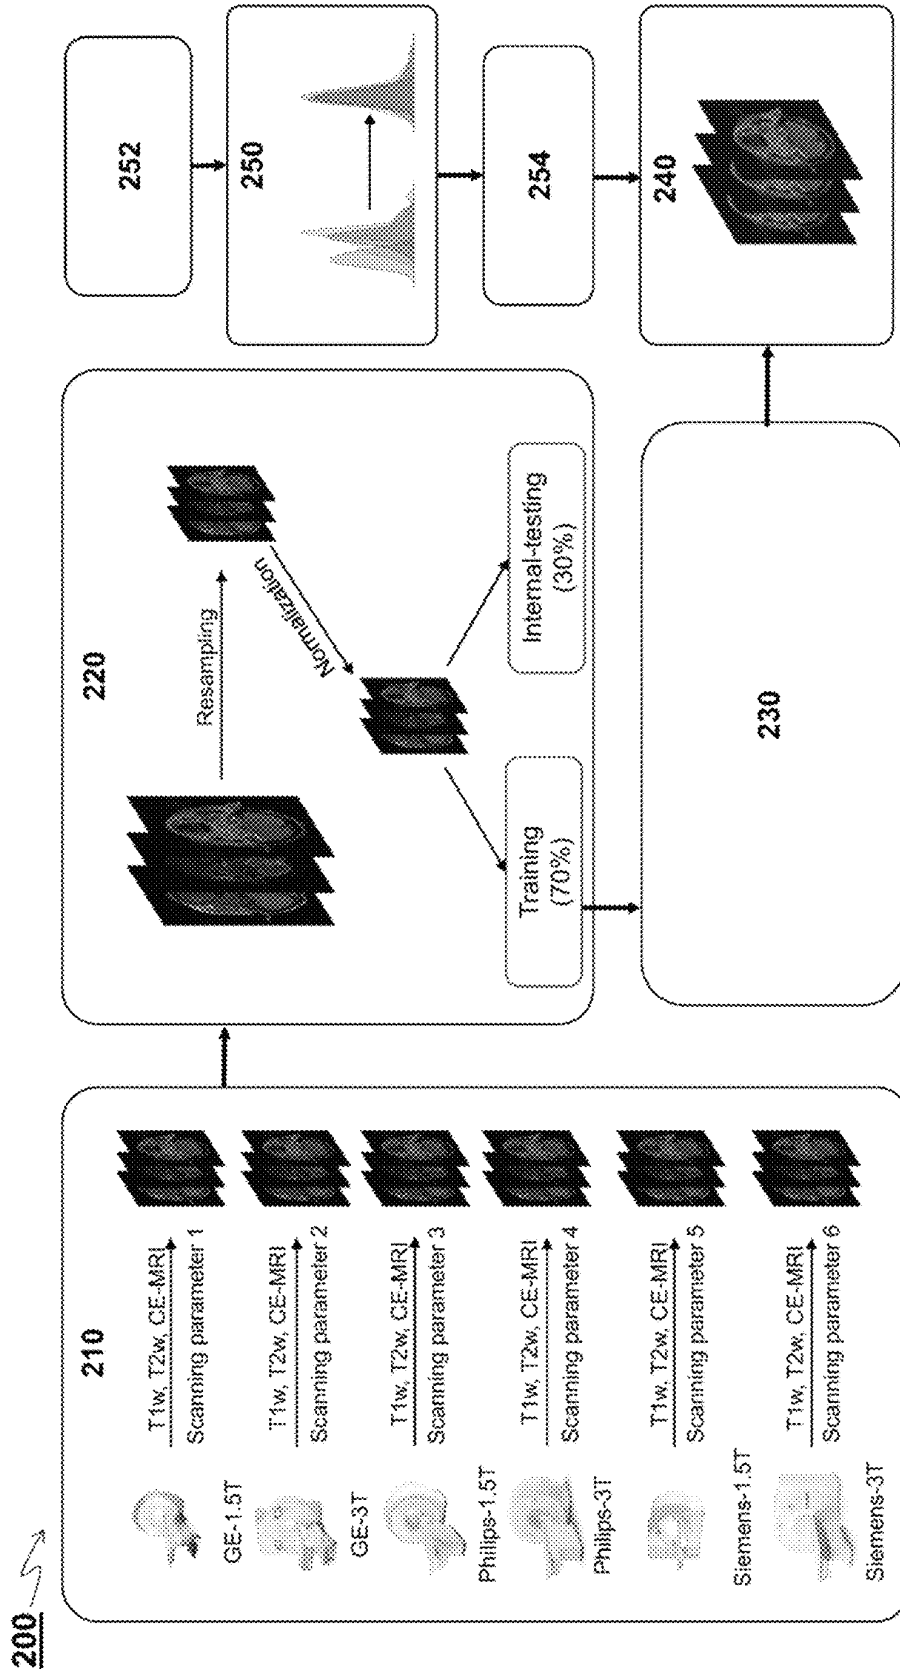 200
210
GE-1.5T
T1w, T2w, CE-MRI
Scanning parameter 1
GE-3T
T1w, T2w, CE-MRI
Scanning parameter 2
Philips-1.5T
T1w, T2w, CE-MRI
Scanning parameter 3
Philips-3T
T1w, T2w, CE-MRI
Scanning parameter 4
Siemens-1.5T
T1w, T2w, CE-MRI
Scanning parameter 5
Siemens-3T
T1w, T2w, CE-MRI
Scanning parameter 6
220
Resampling
Normalization
Training
(70%)
Internal-testing
(30%)
230
252
250
254
240